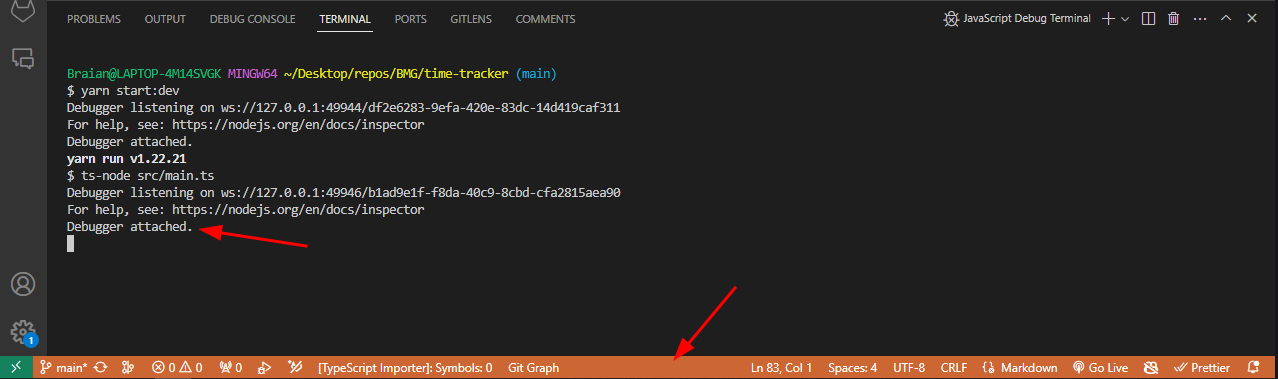 PROBLEMS OUTPUT DEBUG CONSOLE TERMINAL PORTS GITLENS COMMENTS JavaScript Debug Terminal
Braian@LAPTOP-4M14SVGK MINGW64 ~/Desktop/repos/BMG/time-tracker (main)
$ yarn start:dev
Debugger listening on ws://127.0.0.1:49944/df2e6283-9efa-420e-83dc-14d419caf311
For help, see: https://nodejs.org/en/docs/inspector
Debugger attached.
yarn run v1.22.21
$ ts-node src/main.ts
Debugger listening on ws://127.0.0.1:49946/b1ad9e1f-f8da-40c9-8cbd-cfa2815aea90
For help, see: https://nodejs.org/en/docs/inspector
Debugger attached.
1
main* 0 0 0 [TypeScript Importer]: Symbols: 0 Git Graph Ln 83, Col 1 Spaces: 4 UTF-8 CRLF Markdown Go Live Prettier